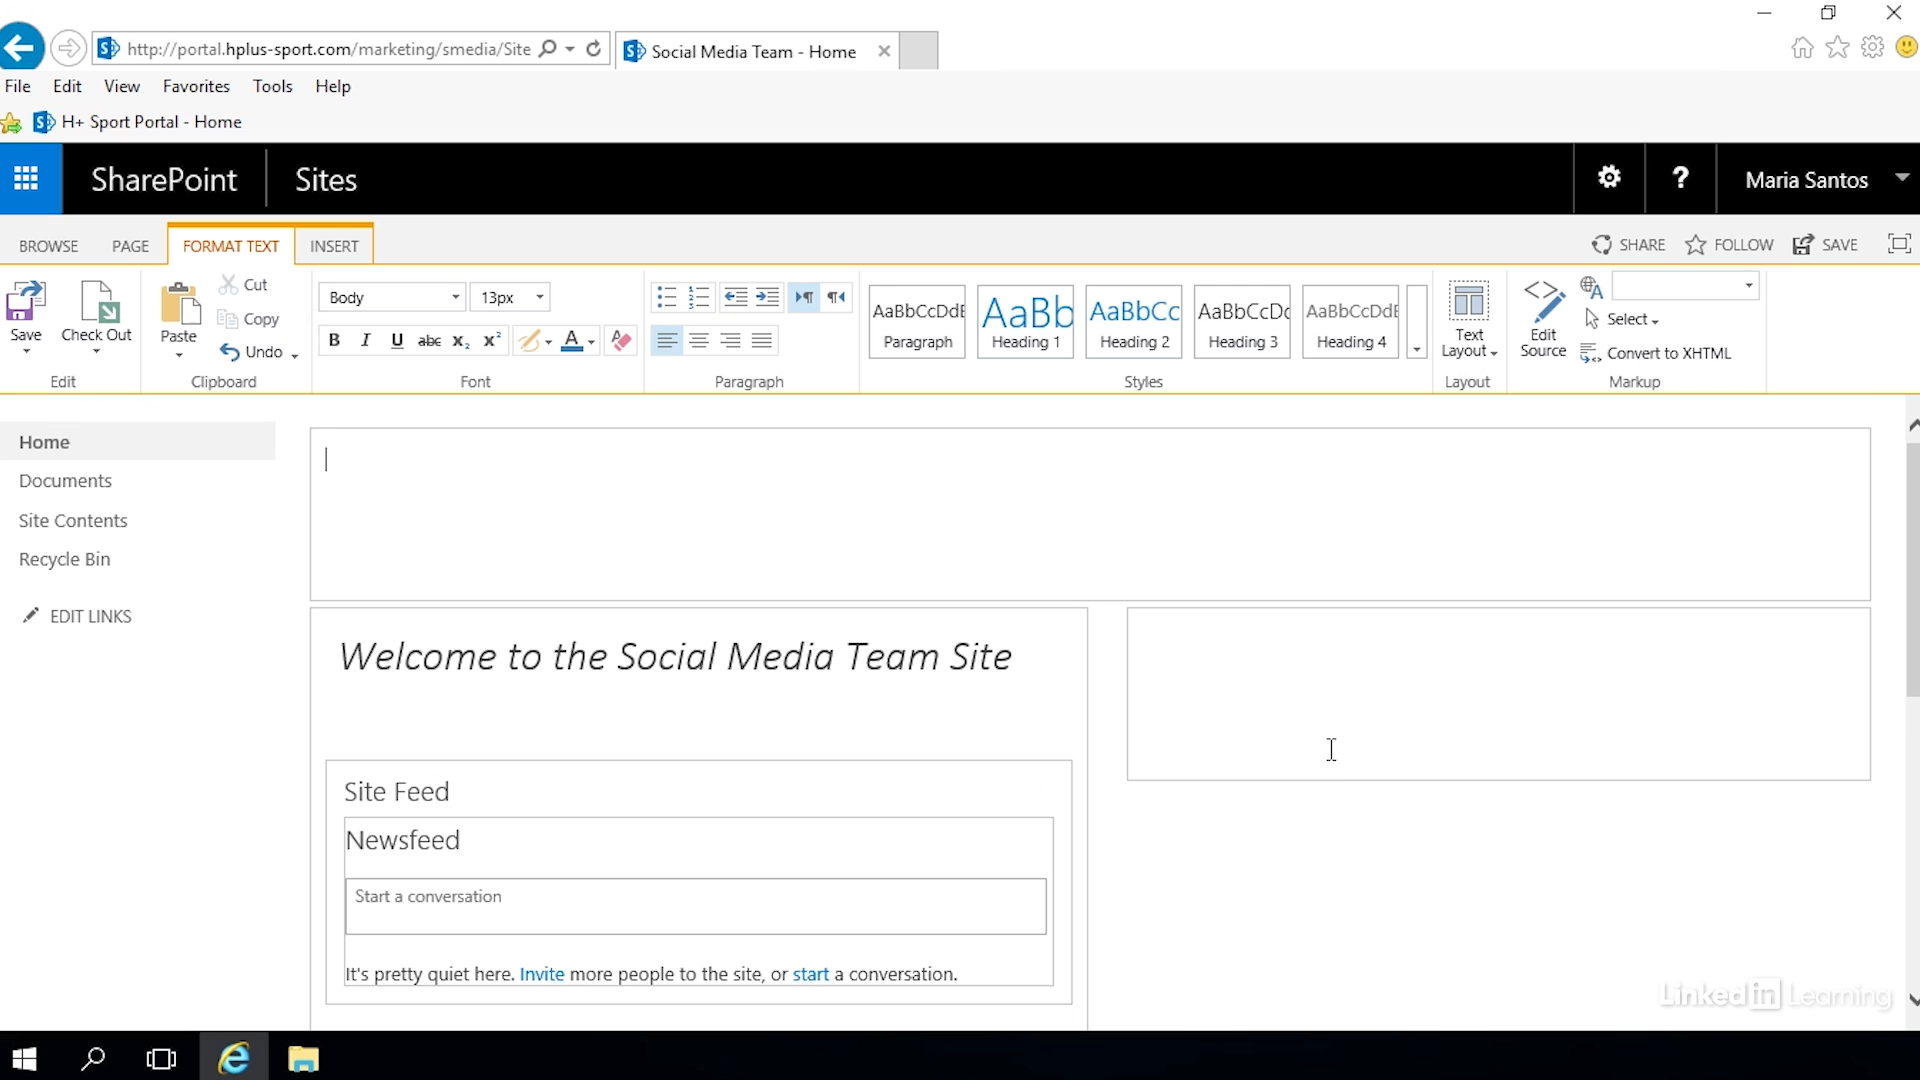 http://portal.hplus-sport.com/marketing/smedia/Site
Social Media Team - Home
File Edit View Favorites Tools Help
H+ Sport Portal - Home
SharePoint Sites ? Maria Santos
BROWSE PAGE FORMAT TEXT INSERT SHARE FOLLOW SAVE
Save Check Out Paste Cut Copy Undo
Body 13px
B I U abc x₂ x²
AaBbCcDdE Paragraph
AaBb Heading 1
AaBbCc Heading 2
AaBbCcDc Heading 3
AaBbCcDdE Heading 4
Text Layout
Edit Source
Select
Convert to XHTML
Edit Clipboard Font Paragraph Styles Layout Markup
Home
Documents
Site Contents
Recycle Bin
EDIT LINKS
Welcome to the Social Media Team Site
Site Feed
Newsfeed
Start a conversation
It's pretty quiet here. Invite more people to the site, or start a conversation.
Linked in Learning